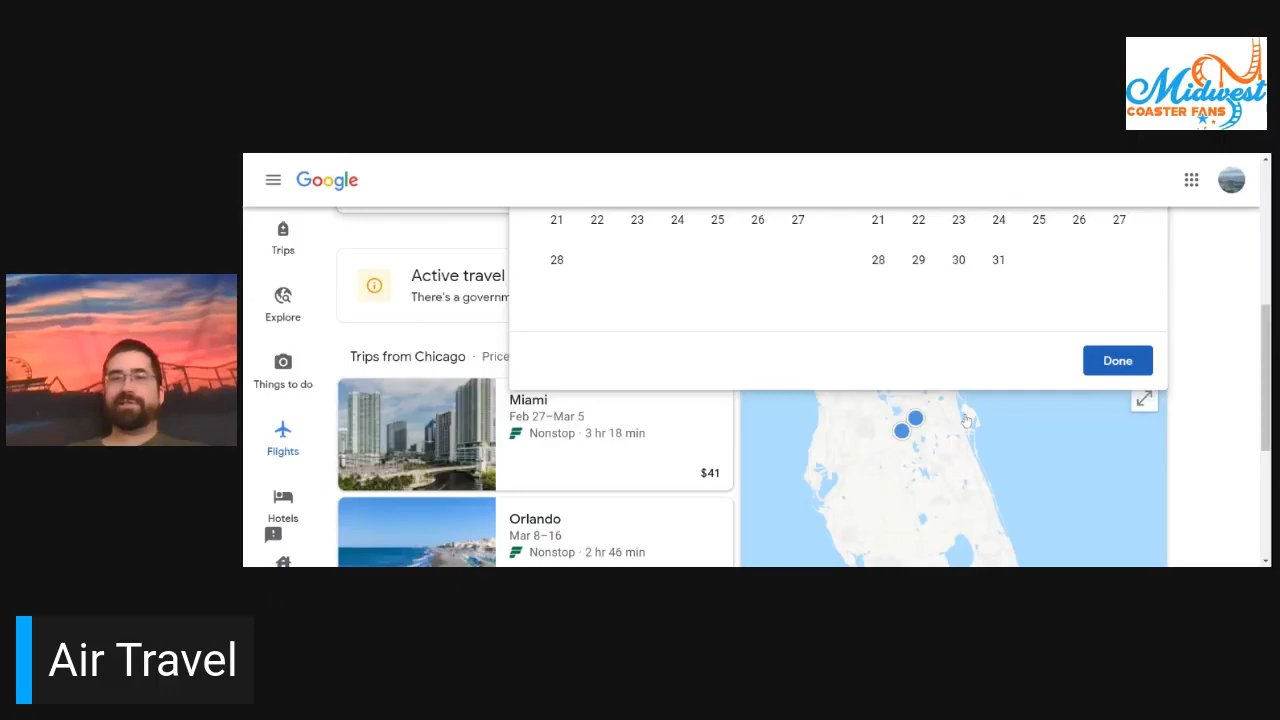 Midwest
COASTER FANS
Google
21 22 23 24 25 26 27
21 22 23 24 25 26 27
28
28 29 30 31
Trips
Explore
Things to do
Flights
Hotels
Active travel
There's a governm
Done
Trips from Chicago · Price
Miami
Feb 27–Mar 5
Nonstop · 3 hr 18 min
$41
Orlando
Mar 8–16
Nonstop · 2 hr 46 min
Air Travel